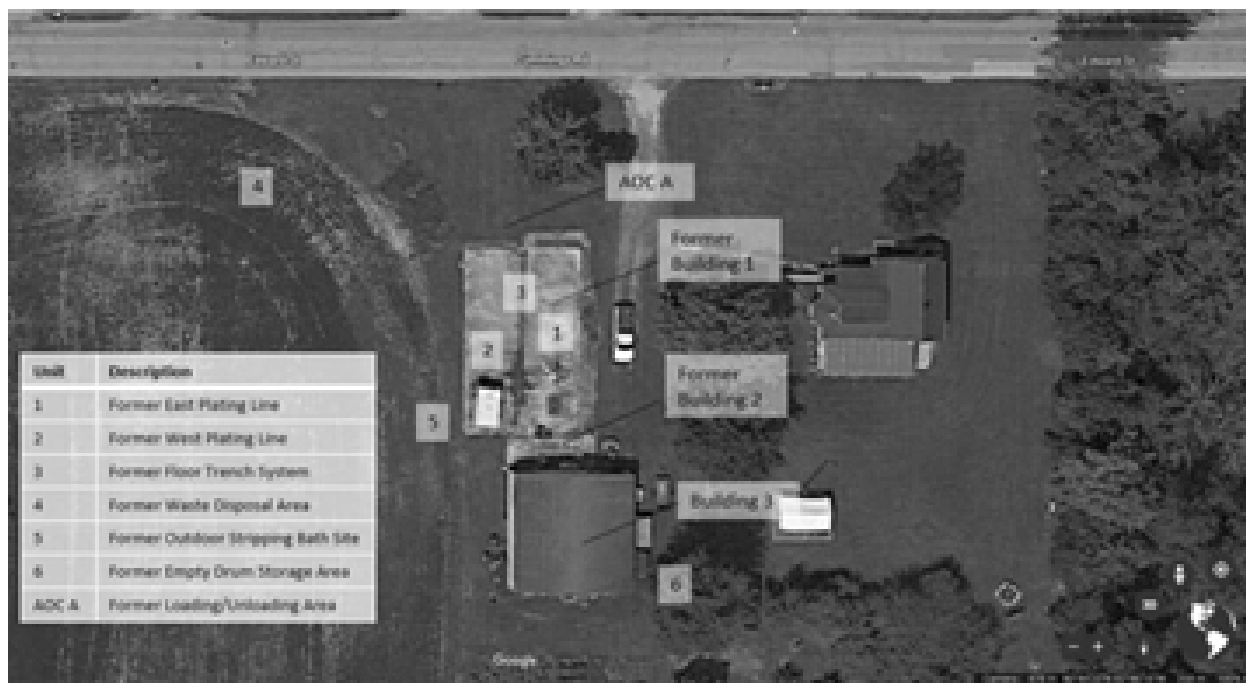 4
AOC A
Former
Building 1
3
1
2
Former
Building 2
5
Building 3
6
Unit Description
1 Former East Plating Line
2 Former West Plating Line
3 Former Floor Trench System
4 Former Waste Disposal Area
5 Former Outdoor Stripping Bath Site
6 Former Empty Drum Storage Area
AOC A Former Loading/Unloading Area
Google